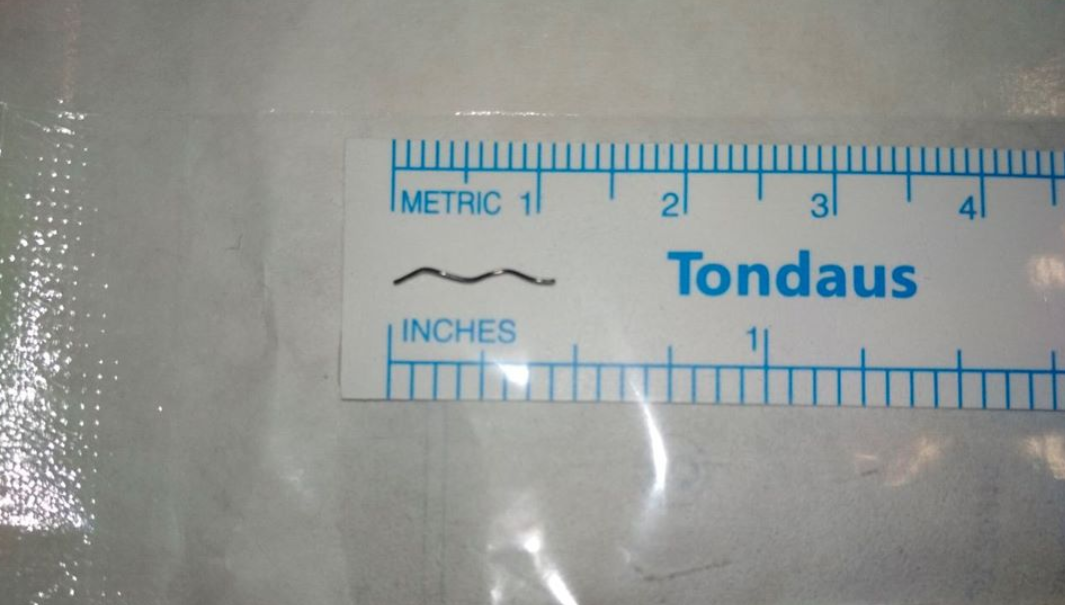 METRIC 1 2 3 4
Tondaus
INCHES 1